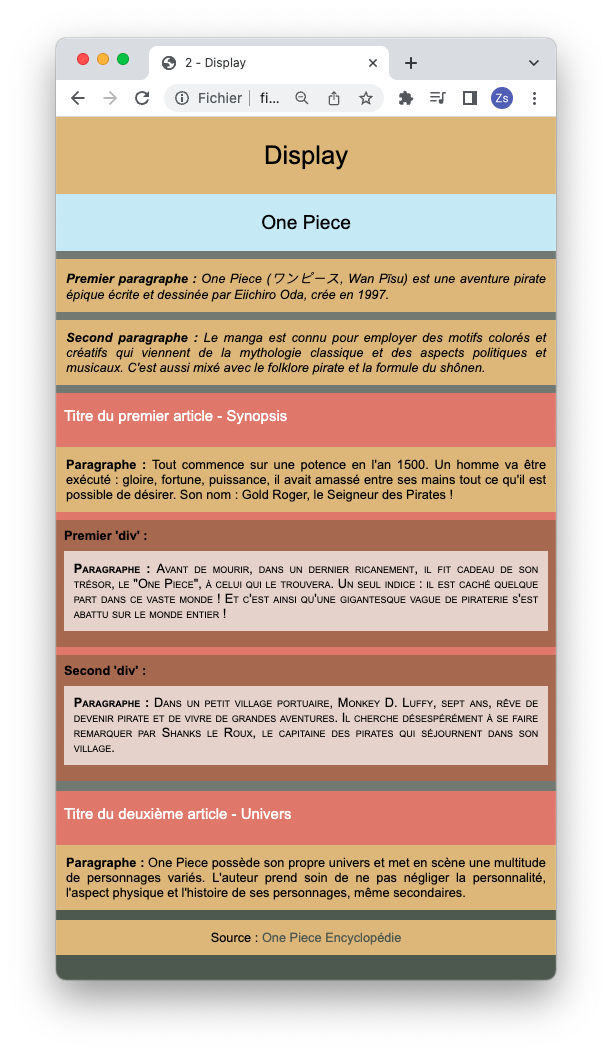 2 - Display
Fichier
fi...
Zs
Display
One Piece
Premier paragraphe : One Piece (ワンピース, Wan Pīsu) est une aventure pirate
épique écrite et dessinée par Eiichiro Oda, crée en 1997.
Second paragraphe : Le manga est connu pour employer des motifs colorés et
créatifs qui viennent de la mythologie classique et des aspects politiques et
musicaux. C'est aussi mixé avec le folklore pirate et la formule du shônen.
Titre du premier article - Synopsis
Paragraphe : Tout commence sur une potence en l'an 1500. Un homme va être
exécuté : gloire, fortune, puissance, il avait amassé entre ses mains tout ce qu'il est
possible de désirer. Son nom : Gold Roger, le Seigneur des Pirates !
Premier 'div' :
Paragraphe : Avant de mourir, dans un dernier ricanement, il fit cadeau de son
trésor, le "One Piece", à celui qui le trouvera. Un seul indice : il est caché quelque
part dans ce vaste monde ! Et c'est ainsi qu'une gigantesque vague de piraterie s'est
abattu sur le monde entier !
Second 'div' :
Paragraphe : Dans un petit village portuaire, Monkey D. Luffy, sept ans, rêve de
devenir pirate et de vivre de grandes aventures. Il cherche désespérément à se faire
remarquer par Shanks le Roux, le capitaine des pirates qui séjournent dans son
village.
Titre du deuxième article - Univers
Paragraphe : One Piece possède son propre univers et met en scène une multitude
de personnages variés. L'auteur prend soin de ne pas négliger la personnalité,
l'aspect physique et l'histoire de ses personnages, même secondaires.
Source : One Piece Encyclopédie